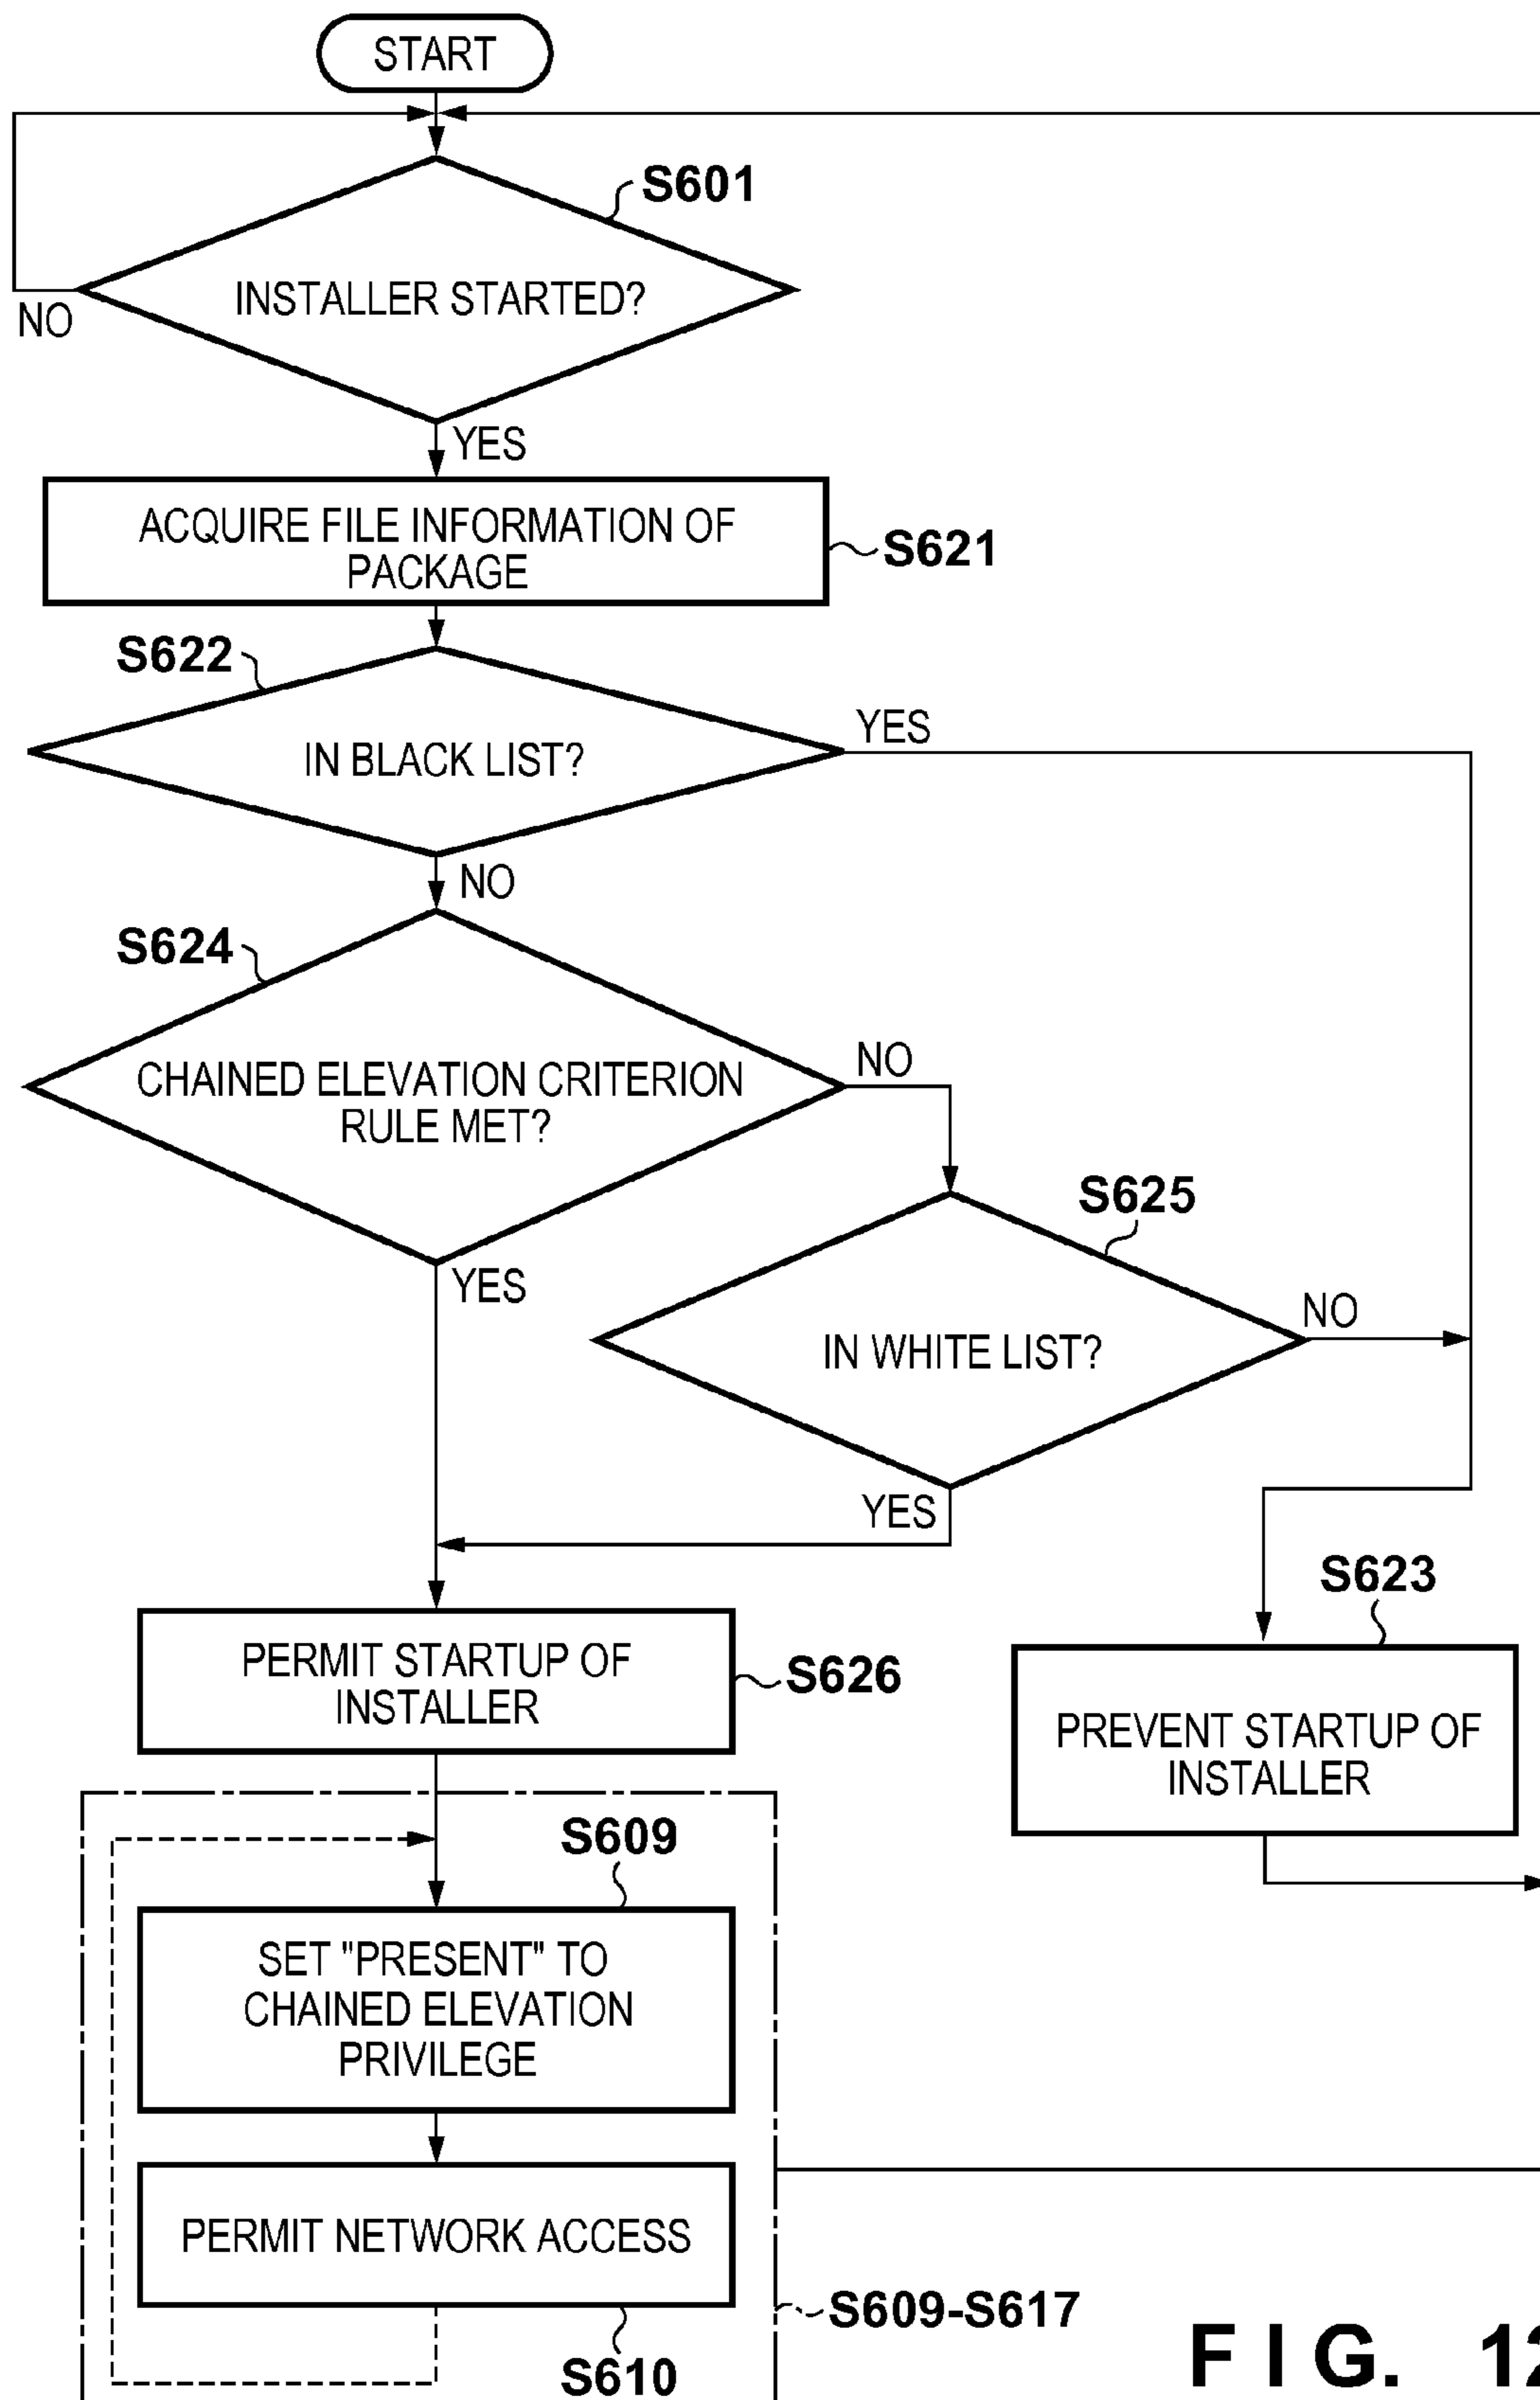 START
S601
INSTALLER STARTED?
NO
YES
ACQUIRE FILE INFORMATION OF
PACKAGE
S621
S622
IN BLACK LIST?
YES
NO
S624
CHAINED ELEVATION CRITERION
RULE MET?
NO
YES
S625
IN WHITE LIST?
NO
YES
S623
PERMIT STARTUP OF
INSTALLER
S626
PREVENT STARTUP OF
INSTALLER
S609
SET "PRESENT" TO
CHAINED ELEVATION
PRIVILEGE
PERMIT NETWORK ACCESS
S609-S617
S610
FIG. 12